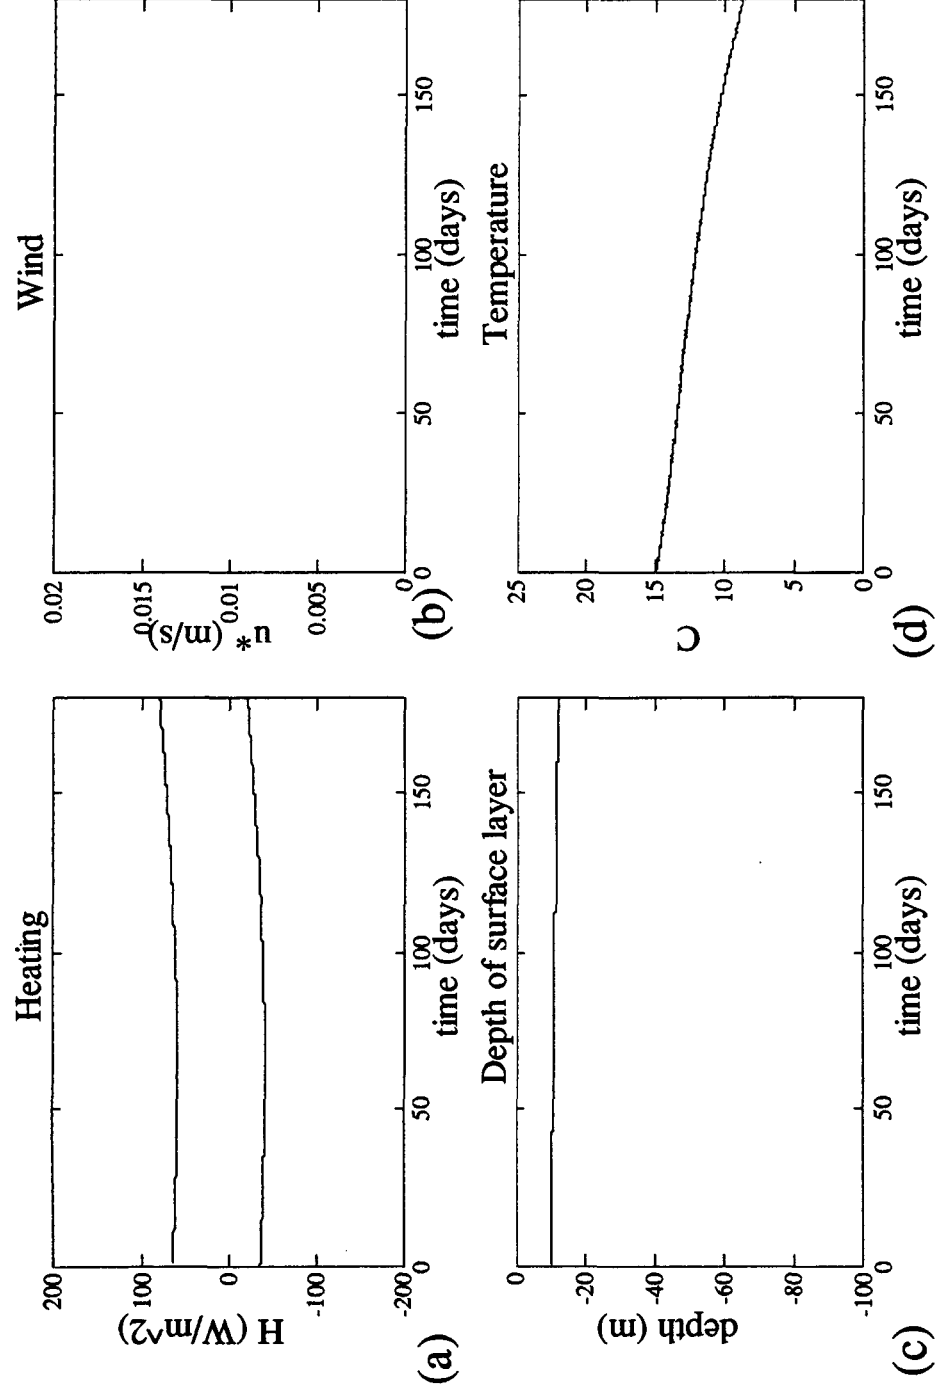 Heating
200
100
0
-100
-200
H (W/m^2)
0
50
100
150
time (days)
(a)
Wind
0.02
0.015
0.01
0.005
0
u* (m/s)
0
50
100
150
time (days)
(b)
Depth of surface layer
0
-20
-40
-60
-80
-100
depth (m)
0
50
100
150
time (days)
(c)
Temperature
25
20
15
10
5
0
C
0
50
100
150
time (days)
(d)